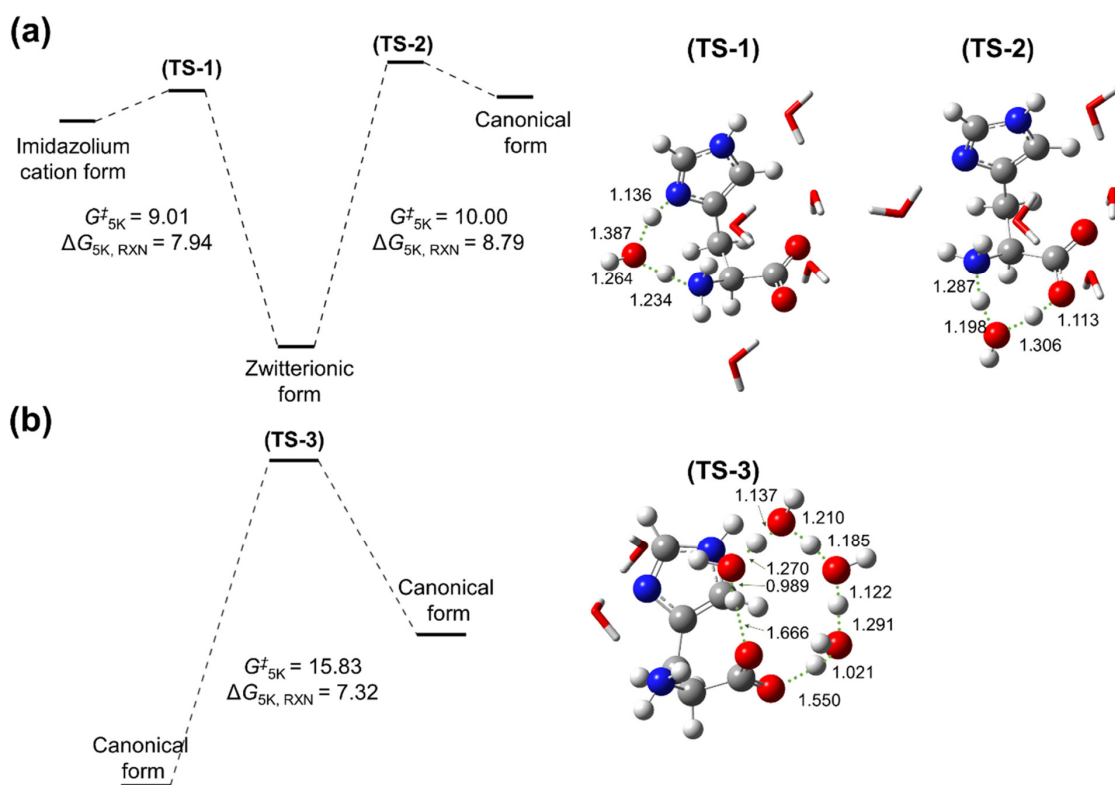 (a)
(TS-1)
(TS-2)
Imidazolium
cation form
Canonical
form
G‡5K = 9.01
ΔG5K, RXN = 7.94
G‡5K = 10.00
ΔG5K, RXN = 8.79
Zwitterionic
form
(TS-1)
1.136
1.387
1.264
1.234
(TS-2)
1.287
1.198
1.113
1.306
(b)
(TS-3)
Canonical
form
G‡5K = 15.83
ΔG5K, RXN = 7.32
Canonical
form
(TS-3)
1.137
1.210
1.185
1.270
0.989
1.122
1.291
1.666
1.021
1.550